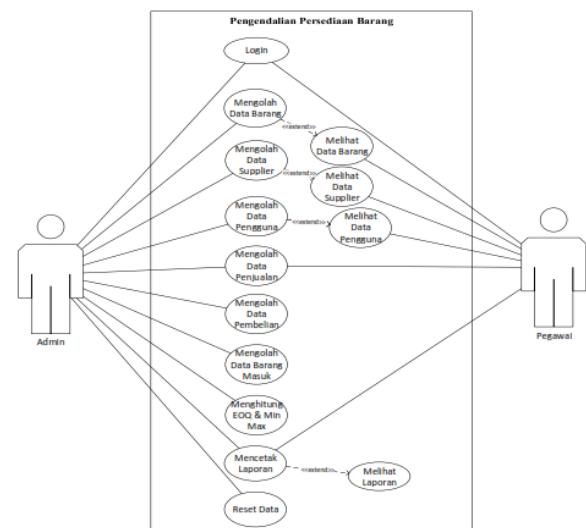 Pengendalian Persediaan Barang
Login
Mengolah
Data Barang
<<extend>>
Melihat
Data Barang
Mengolah
Data
Supplier
<<extend>>
Melihat
Data
Supplier
Mengolah
Data
Pengguna
<<extend>>
Melihat
Data
Pengguna
Mengolah
Data
Penjualan
Mengolah
Data
Pembelian
Mengolah
Data Barang
Masuk
Menghitung
EOQ & Min
Max
Mencetak
Laporan
<<extend>>
Melihat
Laporan
Reset Data
Admin
Pegawai